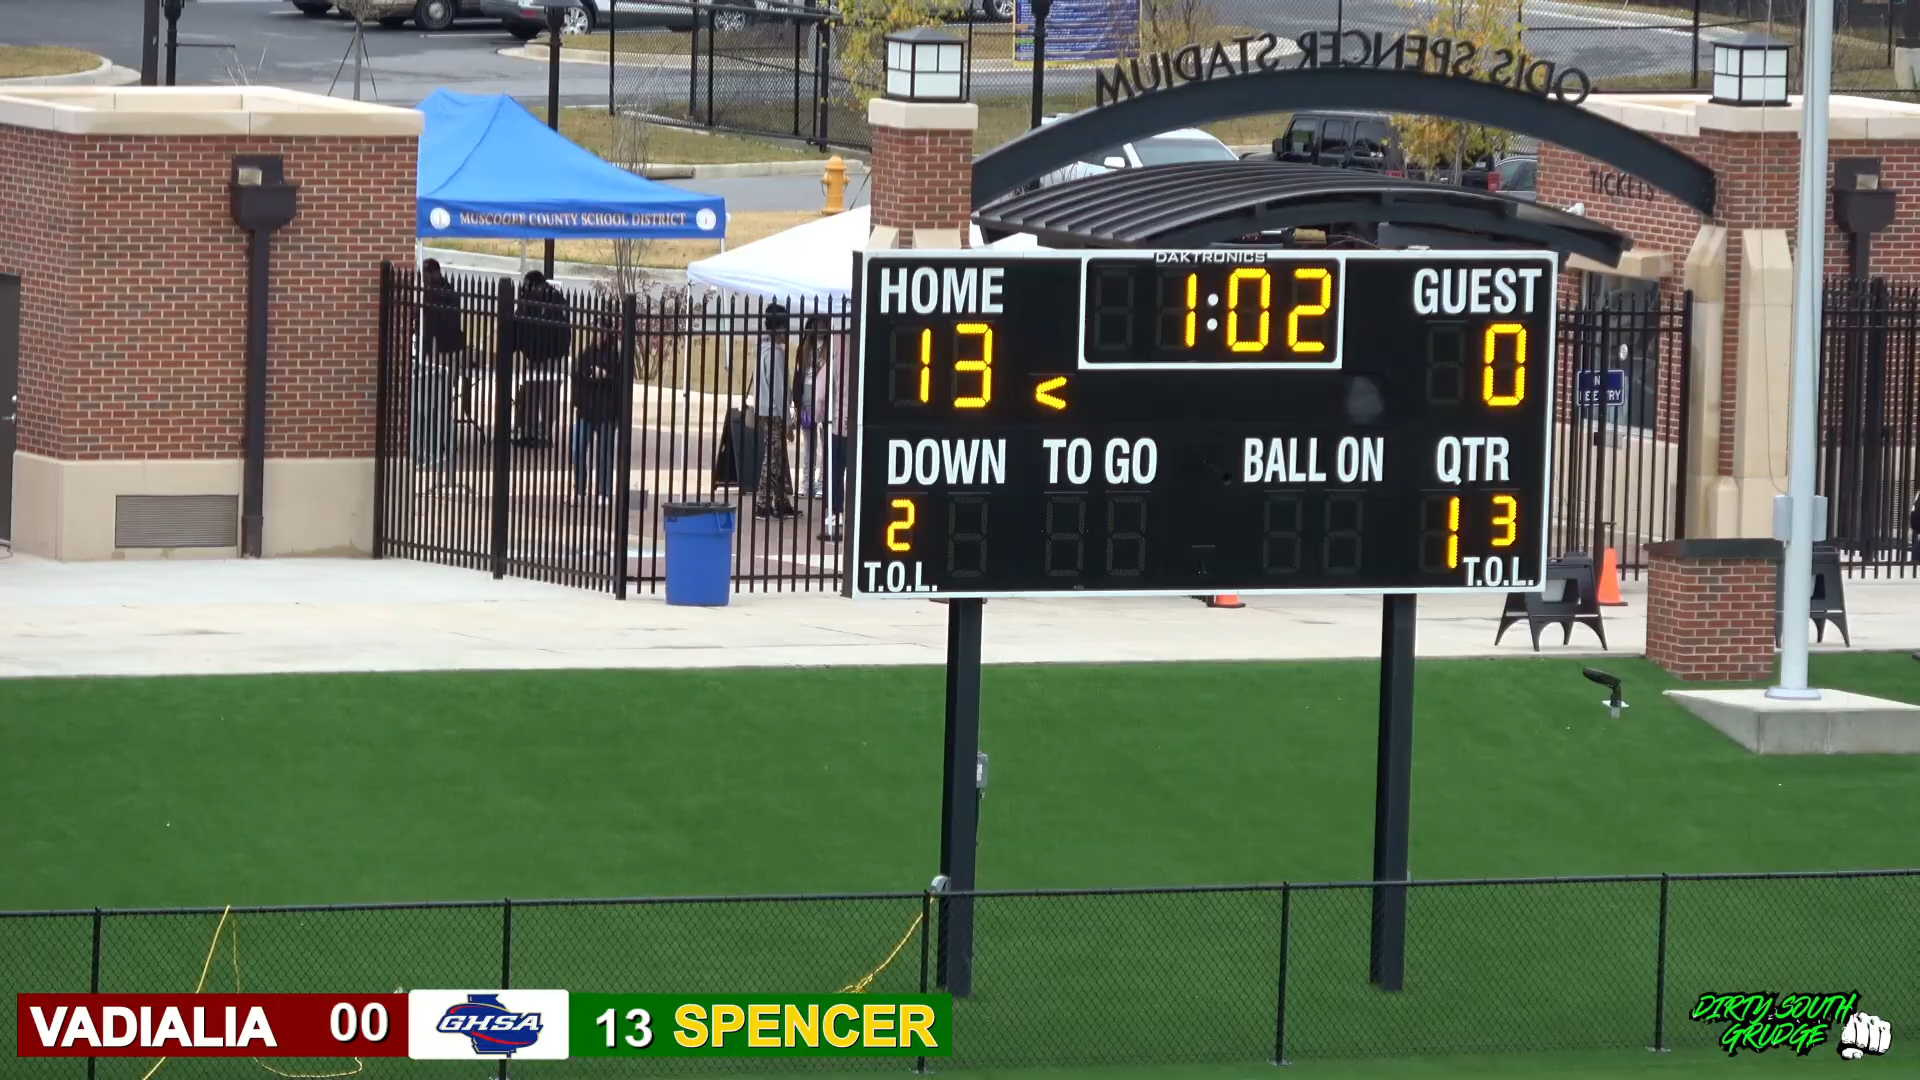 ODIS SPENCER STADIUM
TICKETS
MUSCOGEE COUNTY SCHOOL DISTRICT
DAKTRONICS
HOME 1:02 GUEST
13 < 0
DOWN TO GO BALL ON QTR
2 1 3
T.O.L. T.O.L.
VADIALIA 00 GHSA 13 SPENCER
DIRTY SOUTH
GRUDGE